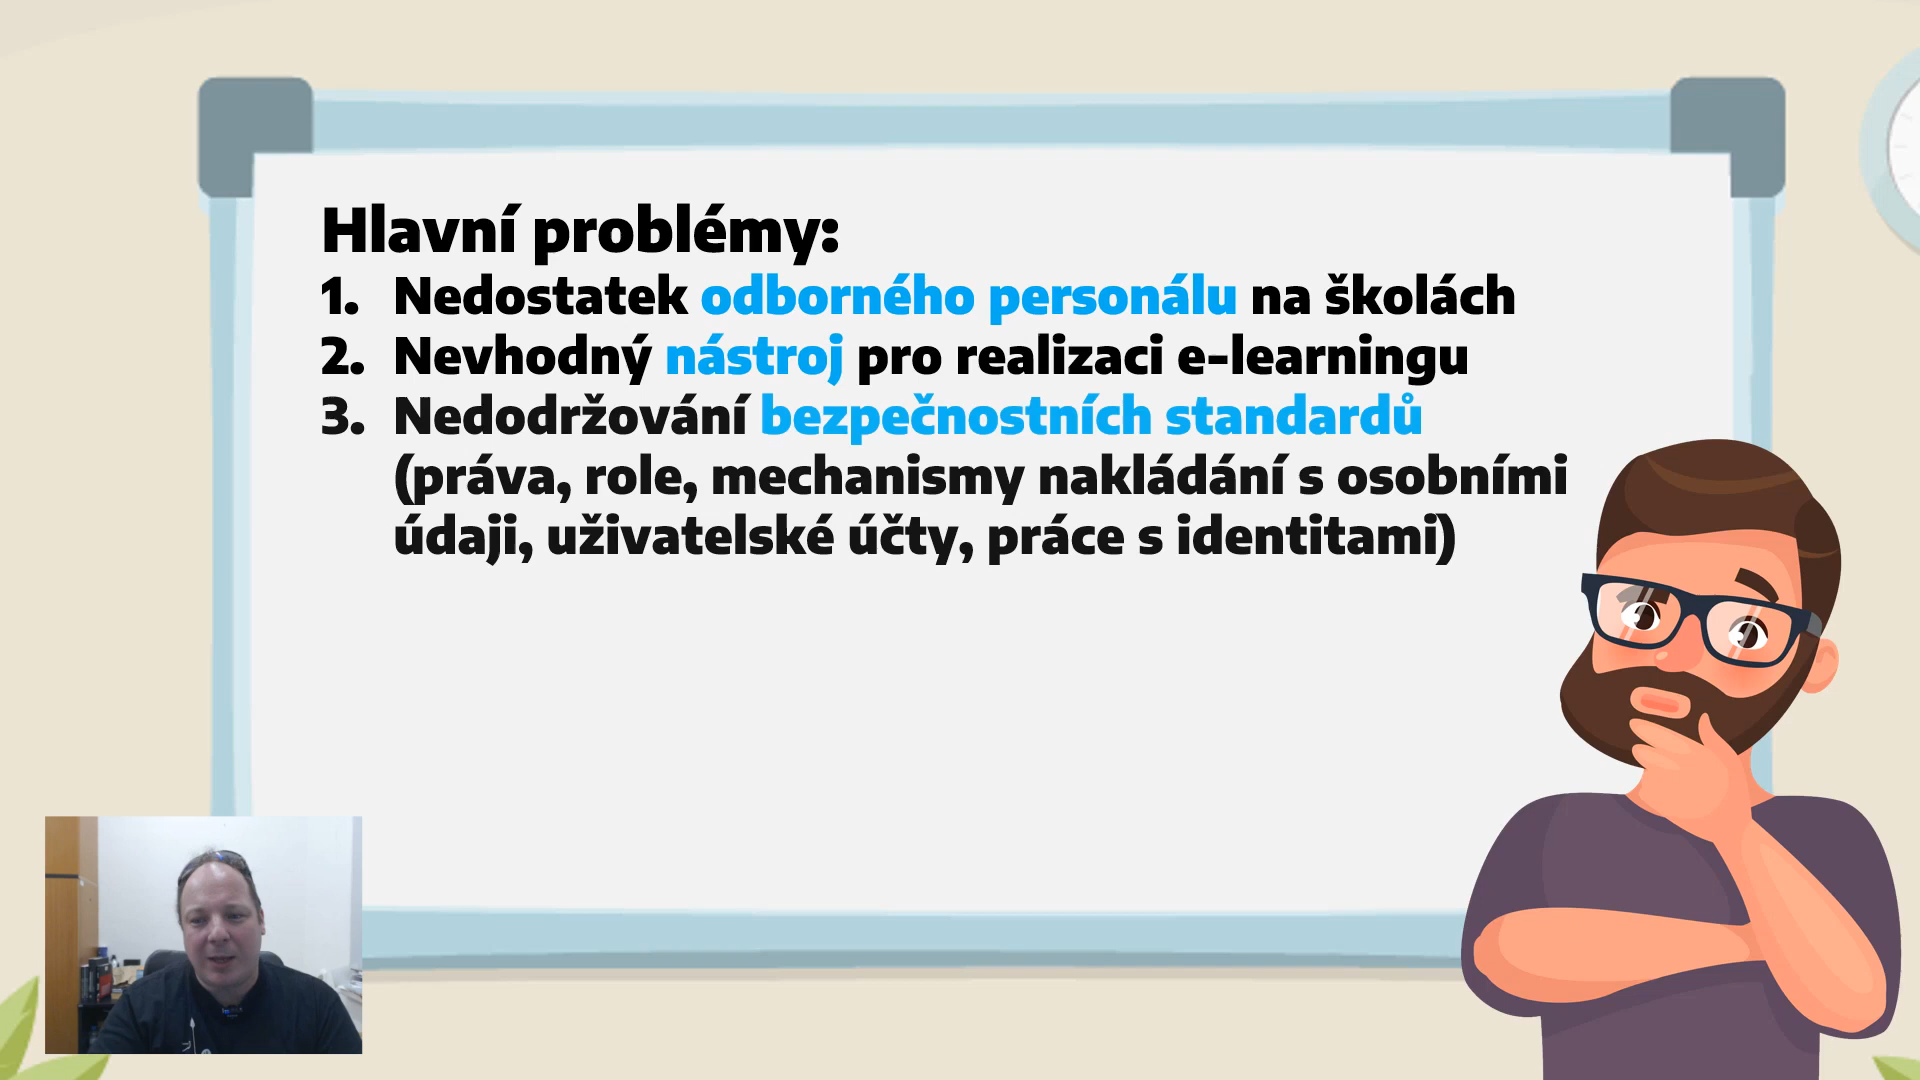 Hlavní problémy:
1. Nedostatek odborného personálu na školách
2. Nevhodný nástroj pro realizaci e-learningu
3. Nedodržování bezpečnostních standardů
(práva, role, mechanismy nakládání s osobními
údaji, uživatelské účty, práce s identitami)